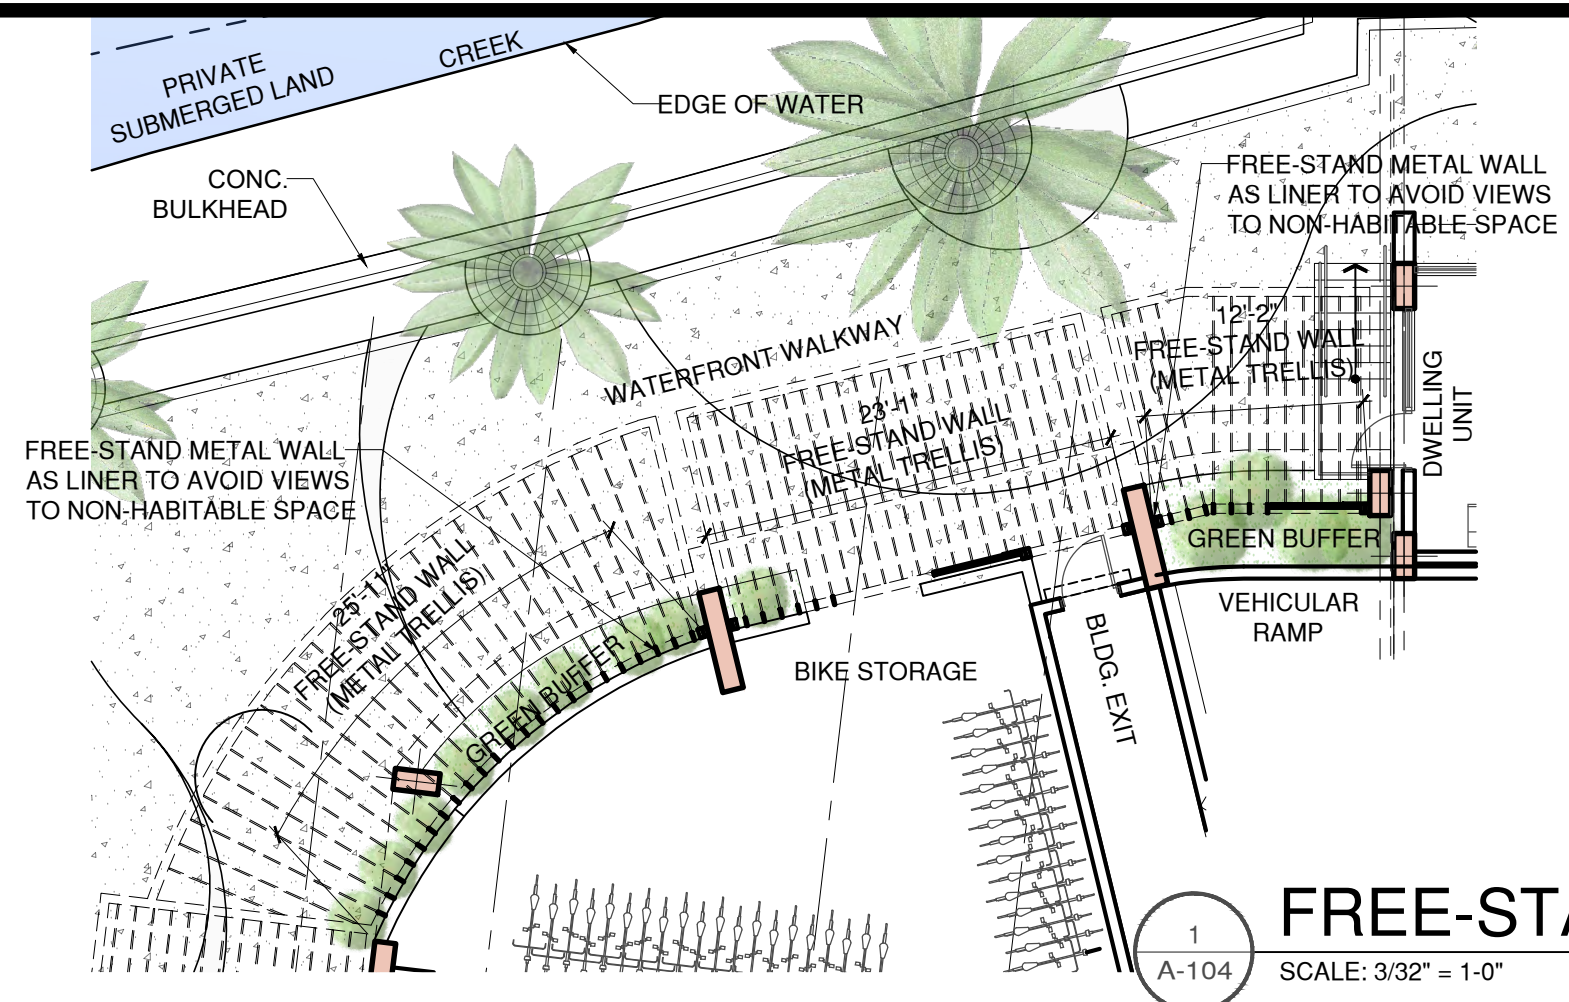 PRIVATE
SUBMERGED LAND
CREEK
EDGE OF WATER
CONC.
BULKHEAD
FREE-STAND METAL WALL
AS LINER TO AVOID VIEWS
TO NON-HABITABLE SPACE
WATERFRONT WALKWAY
12'-2"
FREE-STAND WALL
(METAL TRELLIS)
23'-1"
FREE-STAND WALL
(METAL TRELLIS)
DWELLING
UNIT
FREE-STAND METAL WALL
AS LINER TO AVOID VIEWS
TO NON-HABITABLE SPACE
25'-11"
FREE-STAND WALL
(METAL TRELLIS)
GREEN BUFFER
GREEN BUFFER
VEHICULAR
RAMP
BIKE STORAGE
BLDG. EXIT
1
A-104
FREE-STA
SCALE: 3/32" = 1-0"